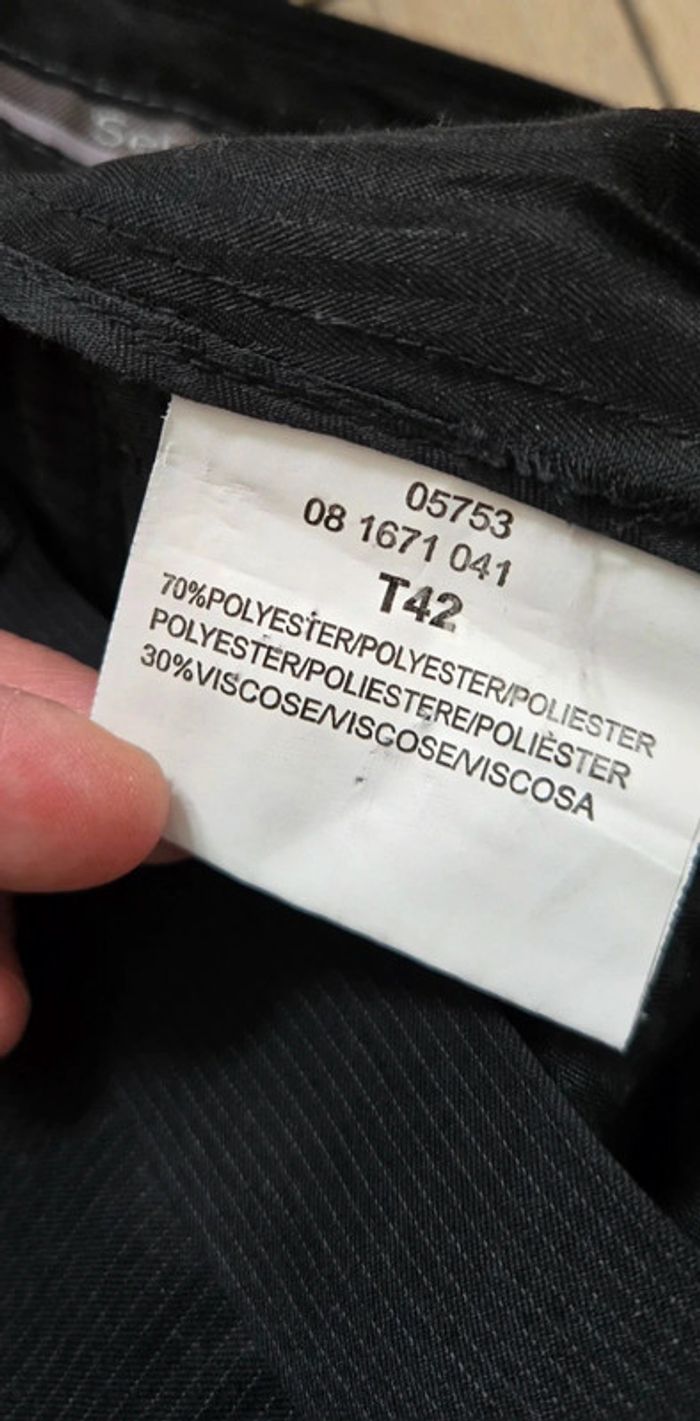 05753
08 1671 041
T42
70%POLYESTER/POLYESTER/POLIESTER
POLYESTER/POLIESTERE/POLIÈSTER
30%VISCOSE/VISCOSE/VISCOSA